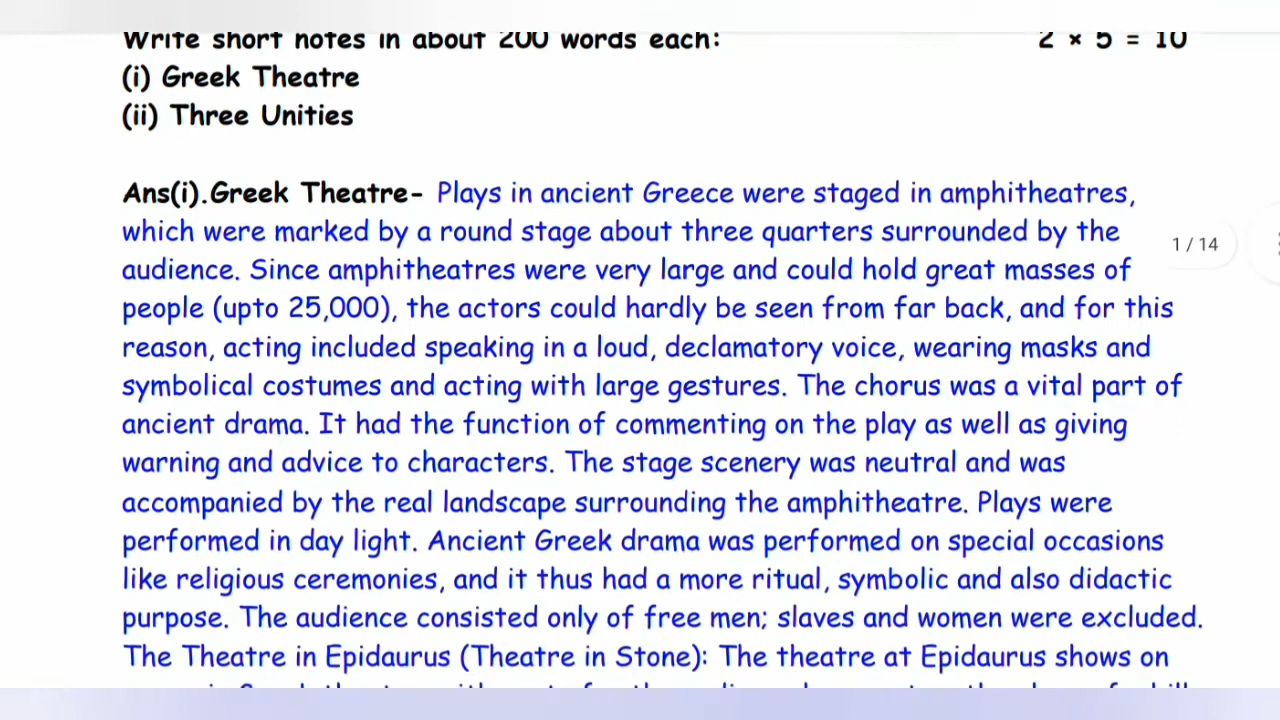 Write short notes in about 200 words each: 2 × 5 = 10
(i) Greek Theatre
(ii) Three Unities
Ans(i).Greek Theatre- Plays in ancient Greece were staged in amphitheatres,
which were marked by a round stage about three quarters surrounded by the
audience. Since amphitheatres were very large and could hold great masses of
people (upto 25,000), the actors could hardly be seen from far back, and for this
reason, acting included speaking in a loud, declamatory voice, wearing masks and
symbolical costumes and acting with large gestures. The chorus was a vital part of
ancient drama. It had the function of commenting on the play as well as giving
warning and advice to characters. The stage scenery was neutral and was
accompanied by the real landscape surrounding the amphitheatre. Plays were
performed in day light. Ancient Greek drama was performed on special occasions
like religious ceremonies, and it thus had a more ritual, symbolic and also didactic
purpose. The audience consisted only of free men; slaves and women were excluded.
The Theatre in Epidaurus (Theatre in Stone): The theatre at Epidaurus shows on
1 / 14